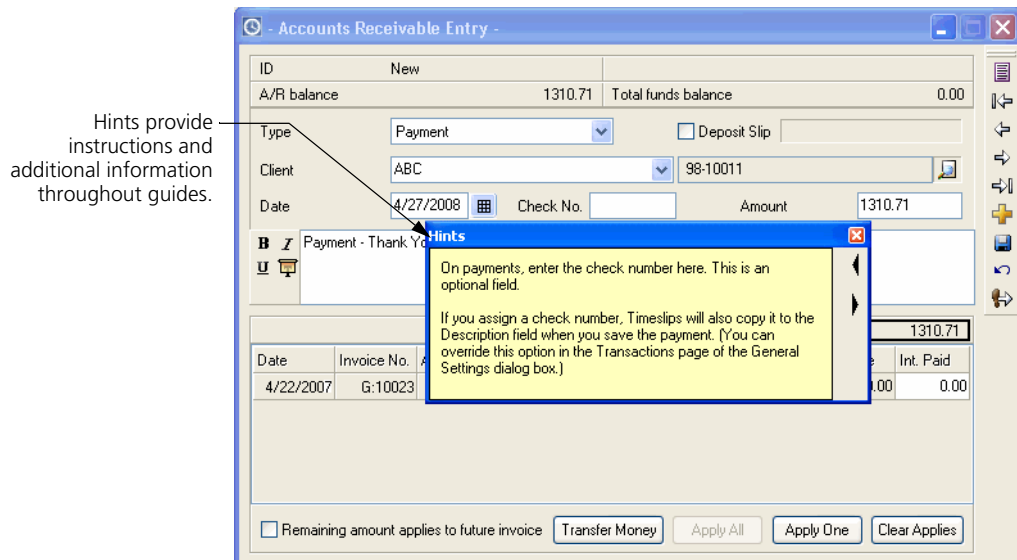 - Accounts Receivable Entry -
ID New
A/R balance 1310.71 Total funds balance 0.00
Hints provide
instructions and
additional information
throughout guides.
Type Payment Deposit Slip
Client ABC 98-10011
Date 4/27/2008 Check No. Amount 1310.71
B I U
Payment - Thank Yo
Hints
On payments, enter the check number here. This is an
optional field.
If you assign a check number, Timeslips will also copy it to the
Description field when you save the payment. (You can
override this option in the Transactions page of the General
Settings dialog box.)
1310.71
Date Invoice No. Int. Paid
4/22/2007 G:10023 .00 0.00
Remaining amount applies to future invoice Transfer Money Apply All Apply One Clear Applies